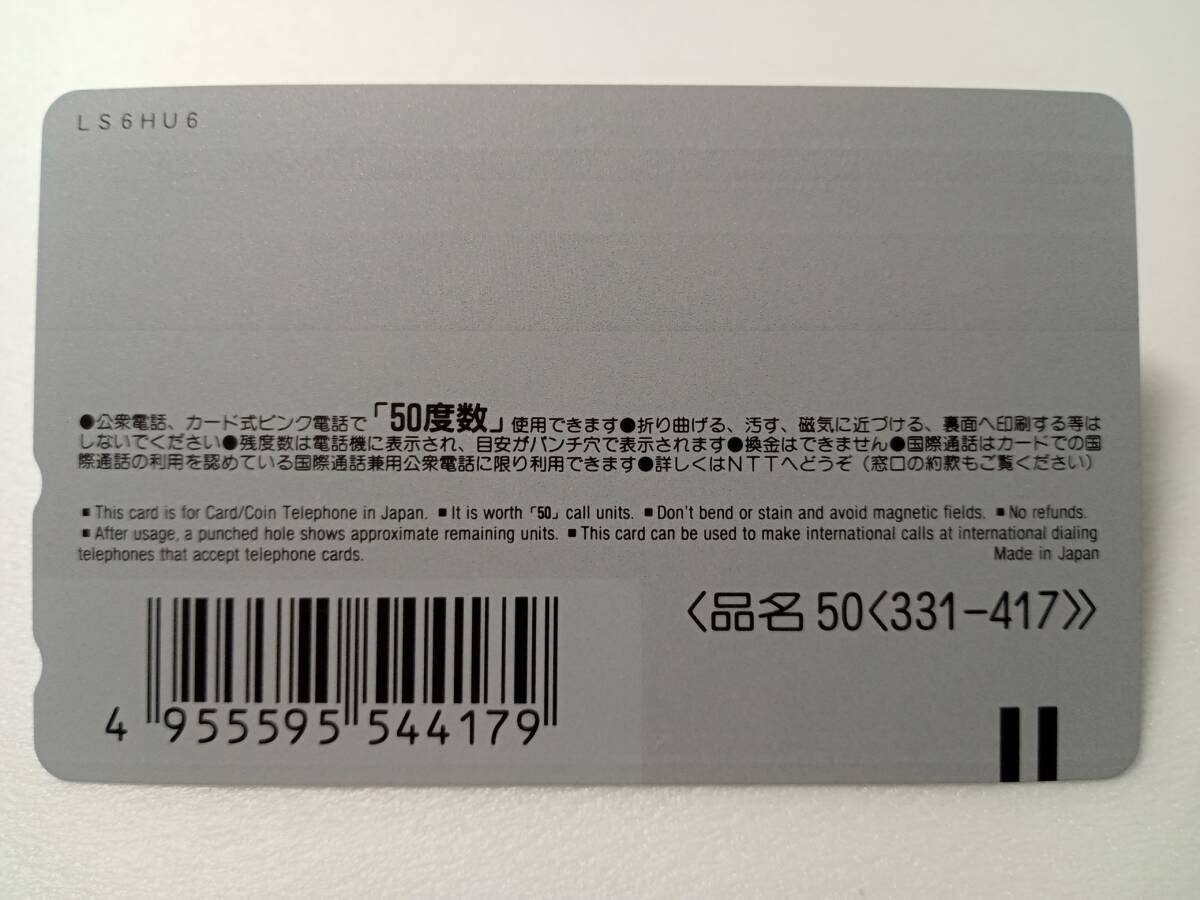 LS6HU6
●公衆電話、カード式ピンク電話で「50度数」使用できます●折り曲げる、汚す、磁気に近づける、裏面へ印刷する等は
しないでください●残度数は電話機に表示され、目安がパンチ穴で表示されます●換金はできません●国際通話はカードでの国
際通話の利用を認めている国際通話兼用公衆電話に限り利用できます●詳しくはNTTへどうぞ（窓口の約款もご覧ください）
■This card is for Card/Coin Telephone in Japan. ■It is worth「50」call units. ■Don't bend or stain and avoid magnetic fields. ■No refunds.
■After usage, a punched hole shows approximate remaining units. ■This card can be used to make international calls at international dialing
telephones that accept telephone cards. Made in Japan
〈品名 50〈331-417〉〉
4 955595 544179